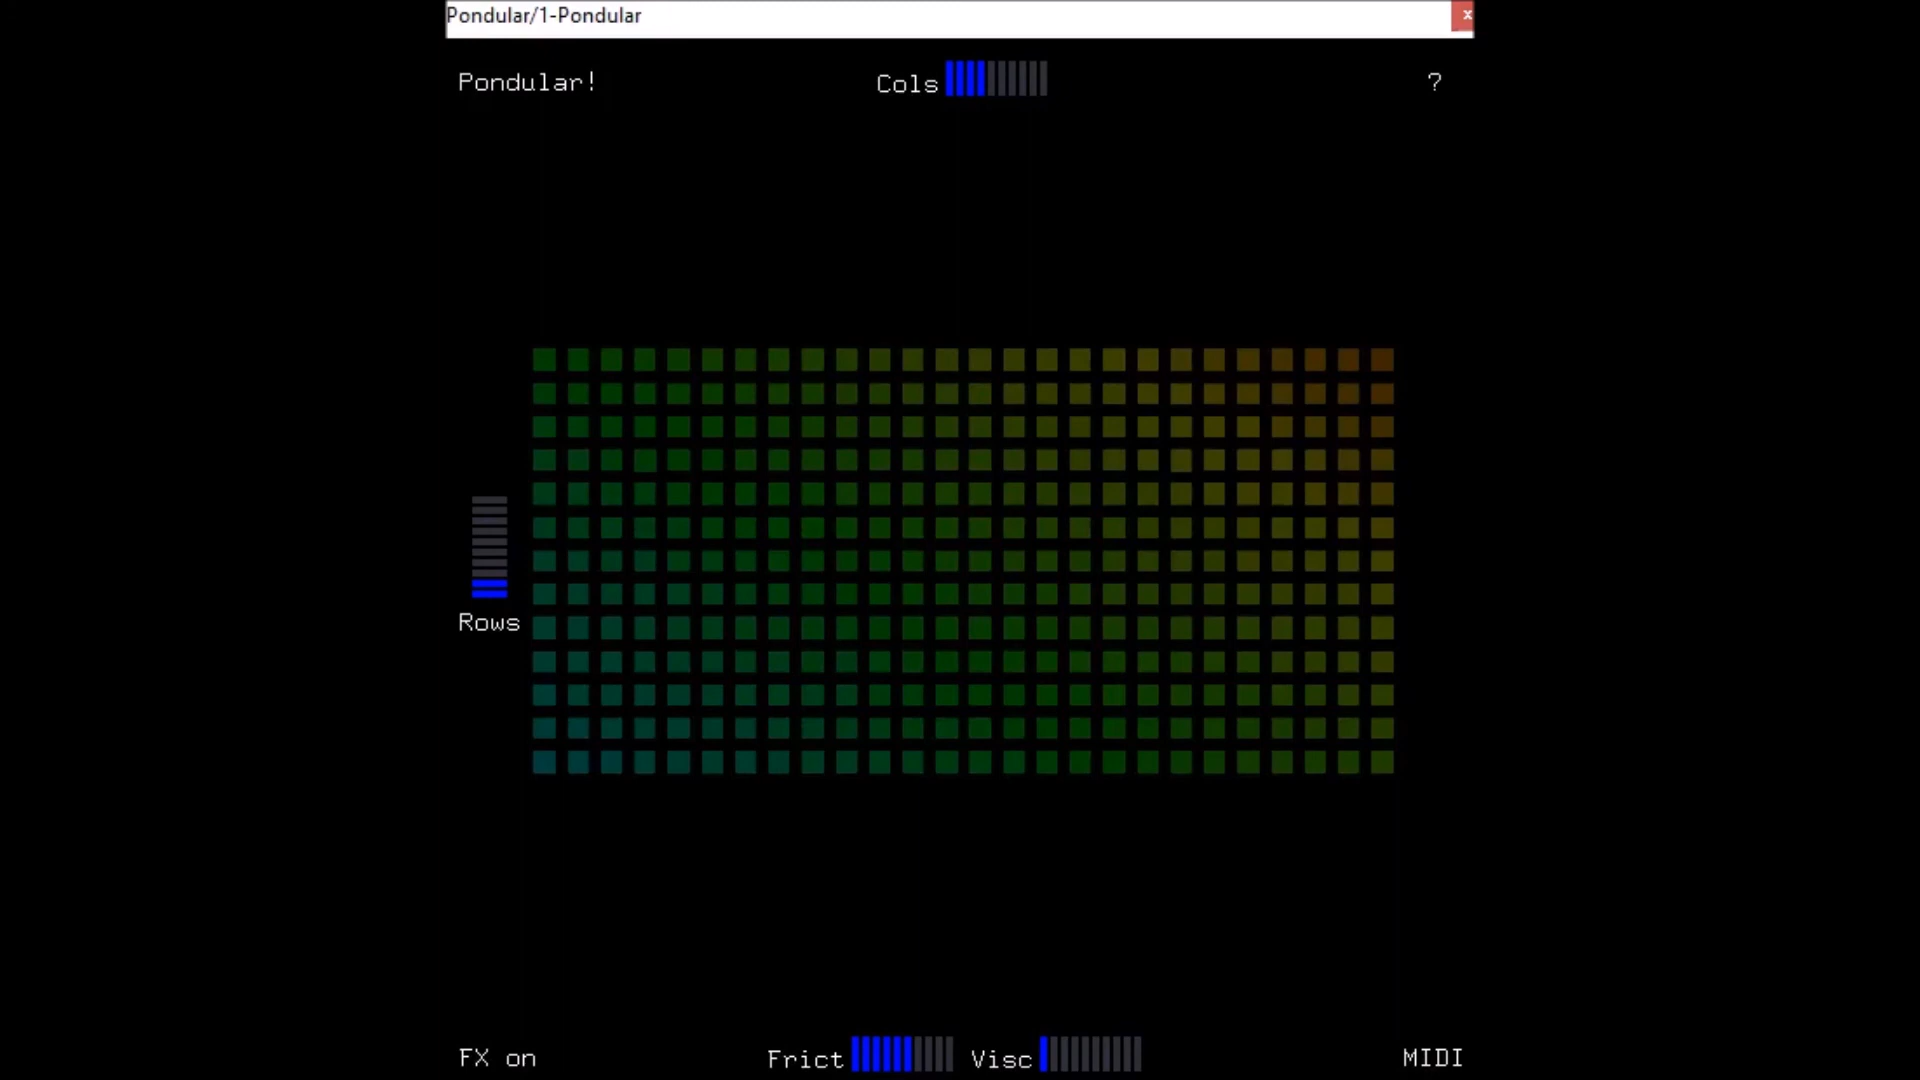 Pondular/1-Pondular x
Pondular! Cols ?
Rows
FX on Frict Visc MIDI